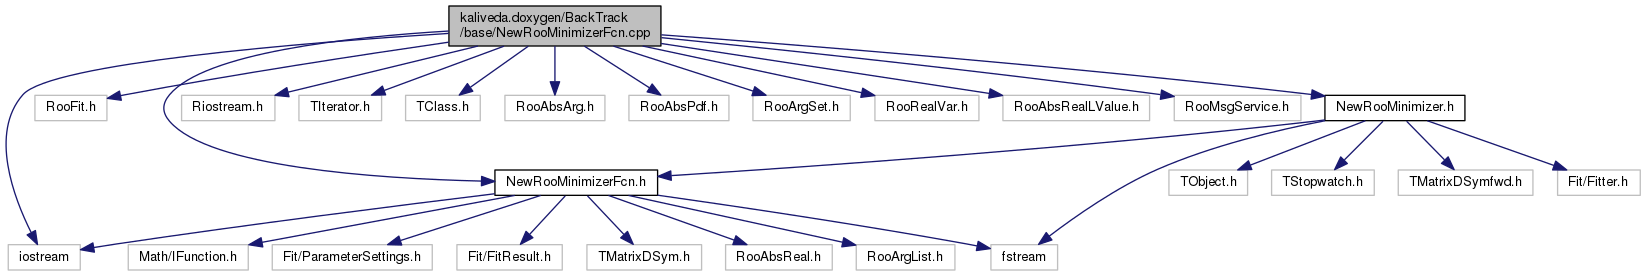 kaliveda.doxygen/BackTrack
/base/NewRooMinimizerFcn.cpp
RooFit.h
Riostream.h
TIterator.h
TClass.h
RooAbsArg.h
RooAbsPdf.h
RooArgSet.h
RooRealVar.h
RooAbsRealLValue.h
RooMsgService.h
NewRooMinimizer.h
NewRooMinimizerFcn.h
TObject.h
TStopwatch.h
TMatrixDSymfwd.h
Fit/Fitter.h
iostream
Math/IFunction.h
Fit/ParameterSettings.h
Fit/FitResult.h
TMatrixDSym.h
RooAbsReal.h
RooArgList.h
fstream